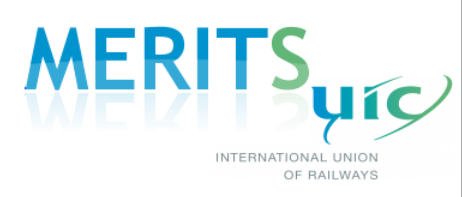 MERITS
uic
INTERNATIONAL UNION
OF RAILWAYS